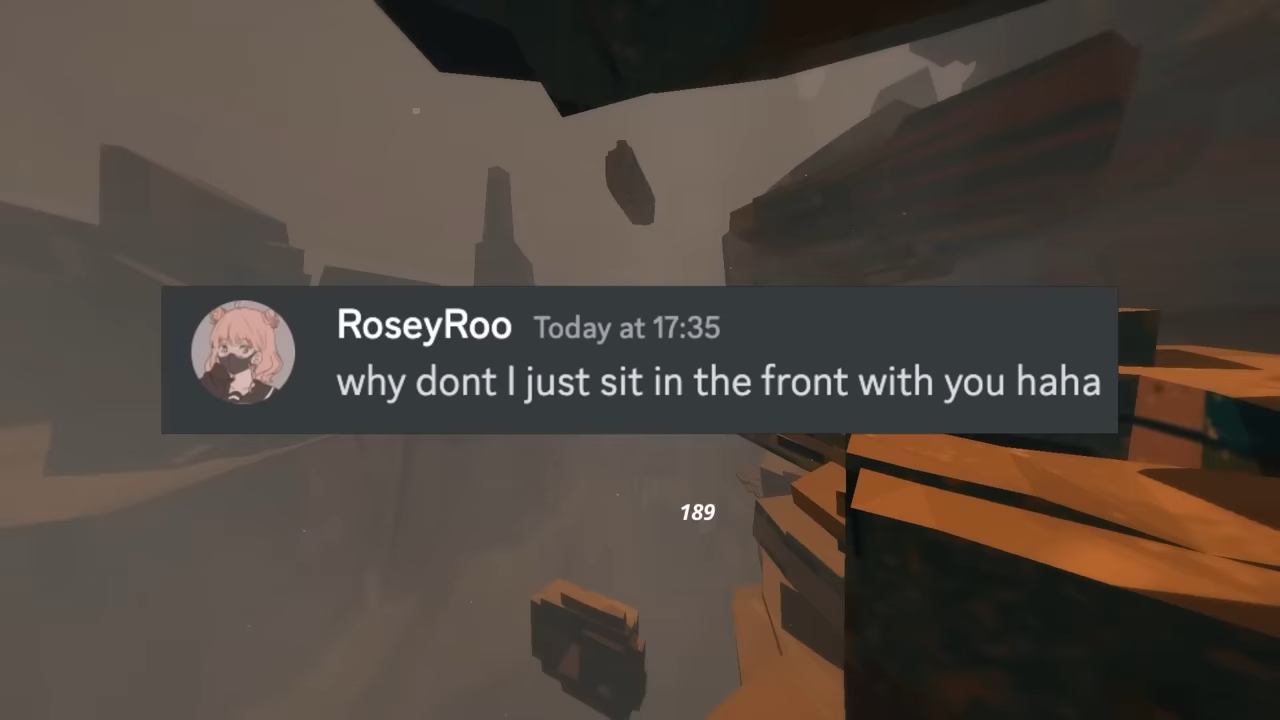 RoseyRoo Today at 17:35
why dont I just sit in the front with you haha
189